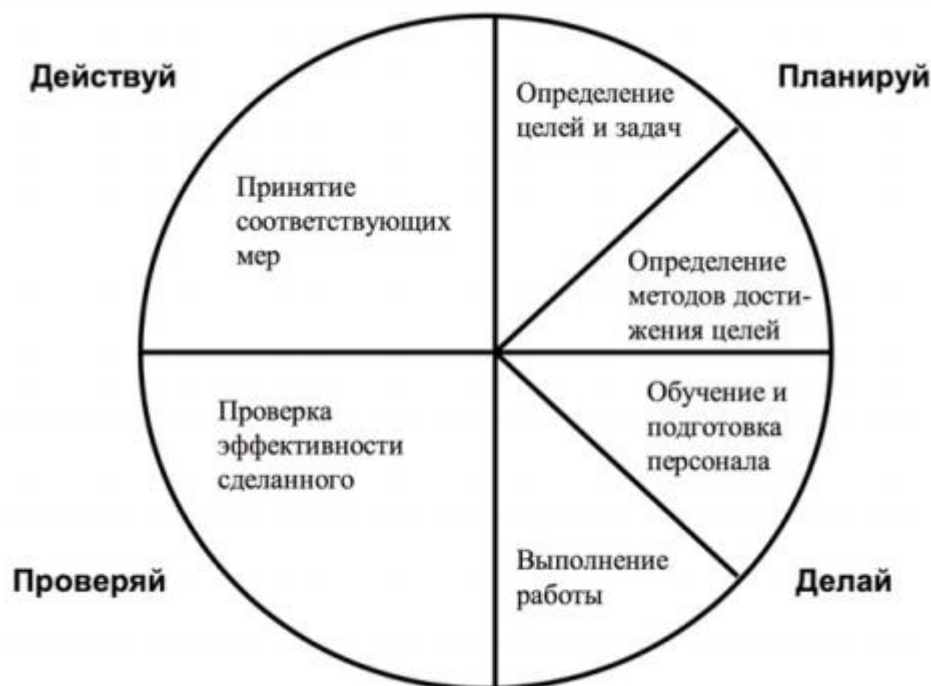 Действуй
Планируй
Определение
целей и задач
Принятие
соответствующих
мер
Определение
методов дости-
жения целей
Обучение и
подготовка
персонала
Проверка
эффективности
сделанного
Выполнение
работы
Проверяй
Делай